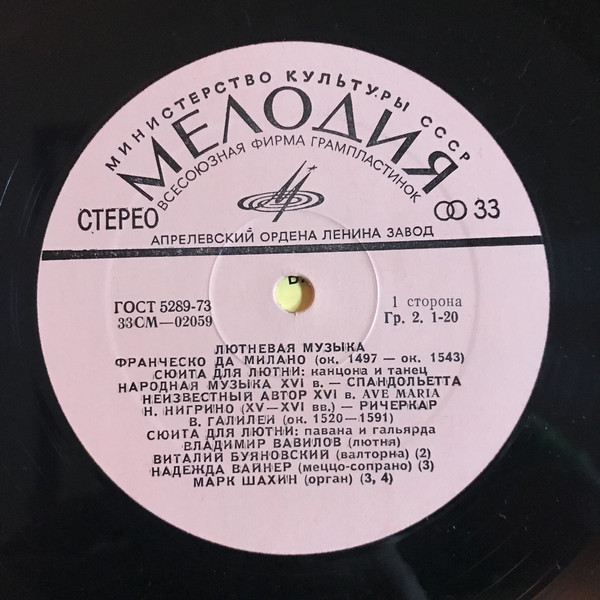 МИНИСТЕРСТВО КУЛЬТУРЫ СССР
МЕЛОДИЯ
ВСЕСОЮЗНАЯ ФИРМА ГРАМПЛАСТИНОК
СТЕРЕО
33
АПРЕЛЕВСКИЙ ОРДЕНА ЛЕНИНА ЗАВОД
ГОСТ 5289-73
33СМ—02059
1 сторона
Гр. 2. 1-20
ЛЮТНЕВАЯ МУЗЫКА
ФРАНЧЕСКО ДА МИЛАНО (ок. 1497 — ок. 1543)
СЮИТА ДЛЯ ЛЮТНИ: канцона и танец
НАРОДНАЯ МУЗЫКА XVI в. — СПАНДОЛЬЕТТА
НЕИЗВЕСТНЫЙ АВТОР XVI в. AVE MARIA
Н. НИГРИНО (XV—XVI вв.) — РИЧЕРКАР
В. ГАЛИЛЕИ (ок. 1520—1591)
СЮИТА ДЛЯ ЛЮТНИ: павана и гальярда
ВЛАДИМИР ВАВИЛОВ (лютня)
ВИТАЛИЙ БУЯНОВСКИЙ (валторна) (2)
НАДЕЖДА ВАЙНЕР (меццо-сопрано) (3)
МАРК ШАХИН (орган) (3, 4)